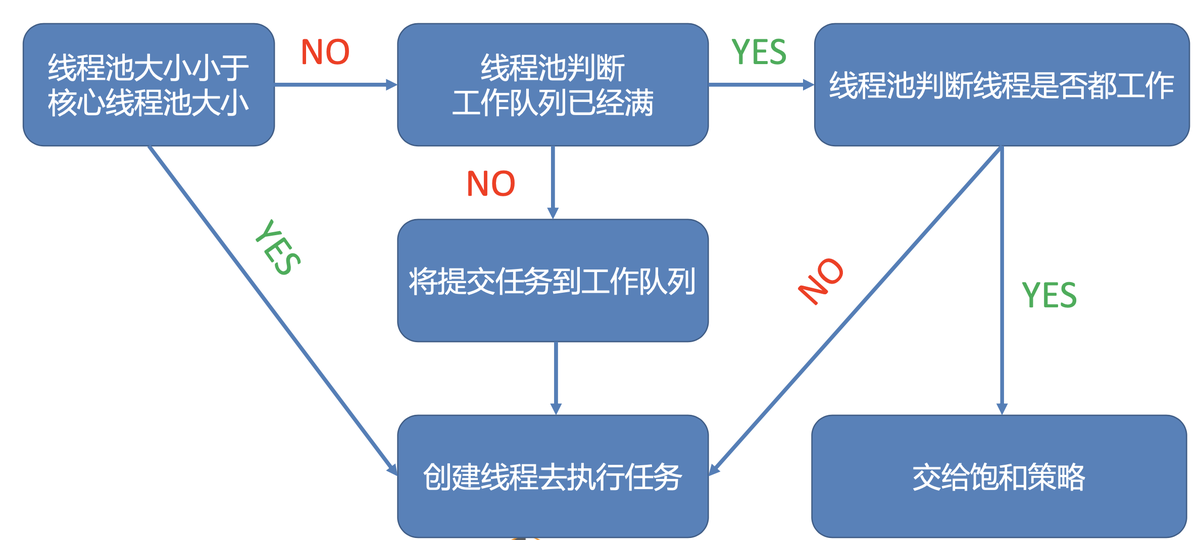 线程池大小小于
核心线程池大小
NO
线程池判断
工作队列已经满
YES
线程池判断线程是否都工作
NO
YES
将提交任务到工作队列
NO
YES
创建线程去执行任务
交给饱和策略